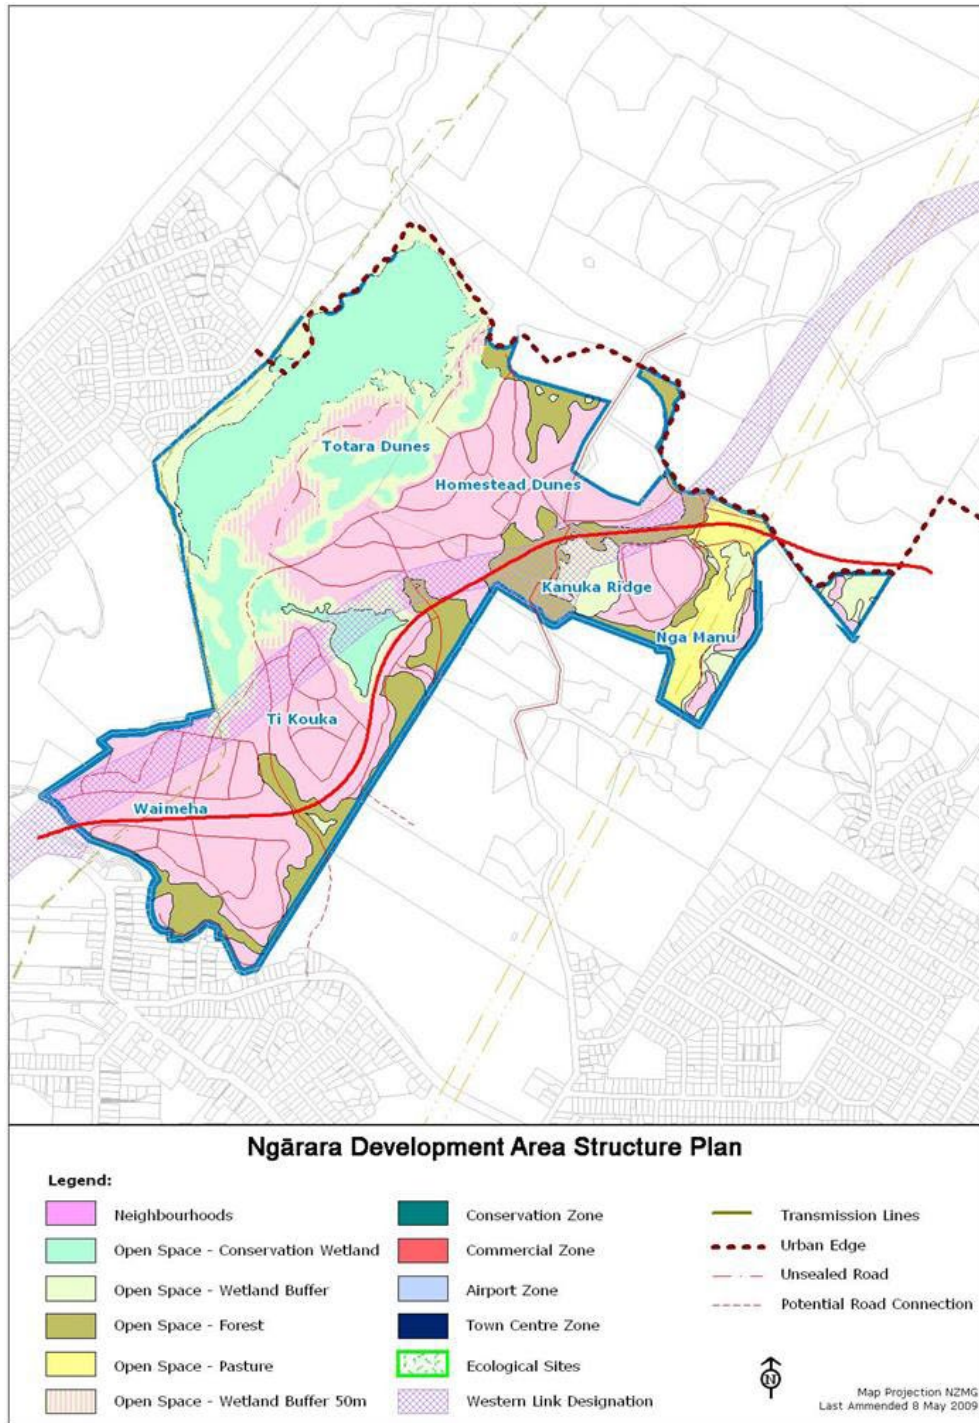 Totara Dunes
Homestead Dunes
Kanuka Ridge
Nga Manu
Ti Kouka
Waimeha
Ngārara Development Area Structure Plan
Legend:
Neighbourhoods
Open Space - Conservation Wetland
Open Space - Wetland Buffer
Open Space - Forest
Open Space - Pasture
Open Space - Wetland Buffer 50m
Conservation Zone
Commercial Zone
Airport Zone
Town Centre Zone
Ecological Sites
Western Link Designation
Transmission Lines
Urban Edge
Unsealed Road
Potential Road Connection
N
Map Projection NZMG
Last Ammended 8 May 2009